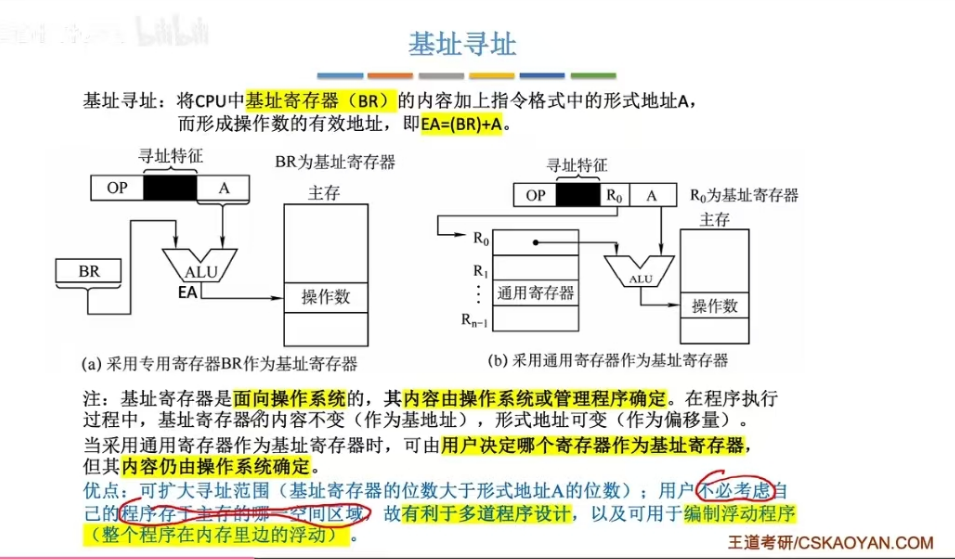 基址寻址
基址寻址：将CPU中基址寄存器（BR）的内容加上指令格式中的形式地址A，
而形成操作数的有效地址，即EA=(BR)+A。
寻址特征
BR为基址寄存器
OP
A
主存
BR
ALU
EA
操作数
(a) 采用专用寄存器BR作为基址寄存器
寻址特征
OP
R0
A
R0为基址寄存器
主存
R0
R1
⋮
通用寄存器
Rn−1
ALU
操作数
(b) 采用通用寄存器作为基址寄存器
注：基址寄存器是面向操作系统的，其内容由操作系统或管理程序确定。在程序执行
过程中，基址寄存器的内容不变（作为基地址），形式地址可变（作为偏移量）。
当采用通用寄存器作为基址寄存器时，可由用户决定哪个寄存器作为基址寄存器，
但其内容仍由操作系统确定。
优点：可扩大寻址范围（基址寄存器的位数大于形式地址A的位数）；用户不必考虑自
己的程序存于主存的哪一空间区域，故有利于多道程序设计，以及可用于编制浮动程序
（整个程序在内存里边的浮动）。
王道考研/CSKAOYAN.COM
bilibili